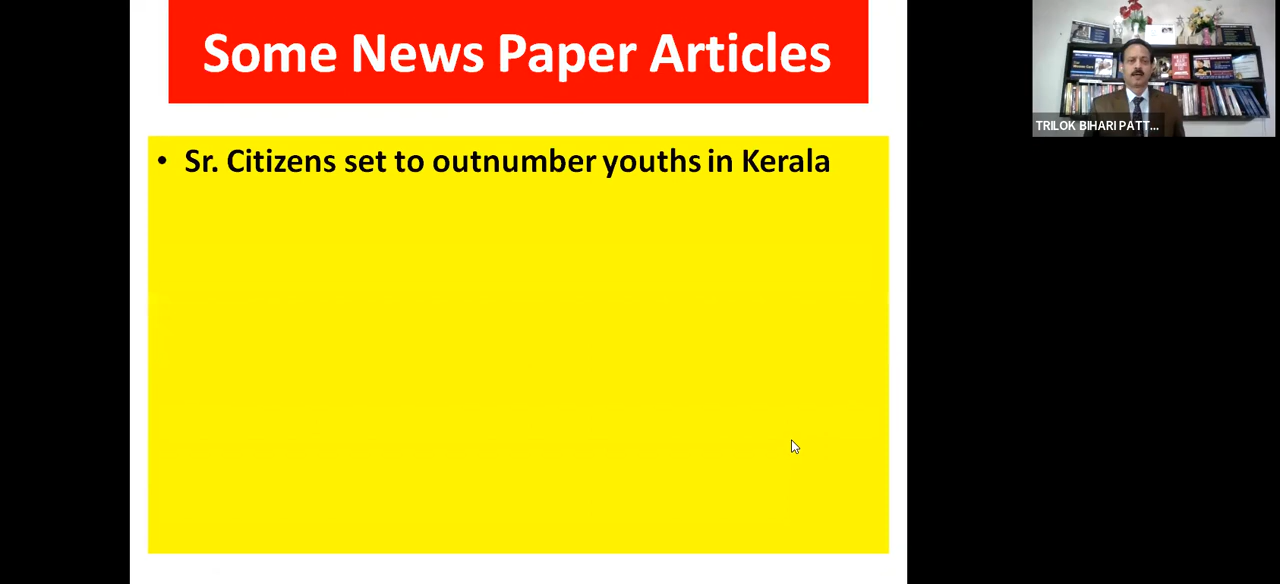 Some News Paper Articles
TRILOK BIHARI PATT...
• Sr. Citizens set to outnumber youths in Kerala